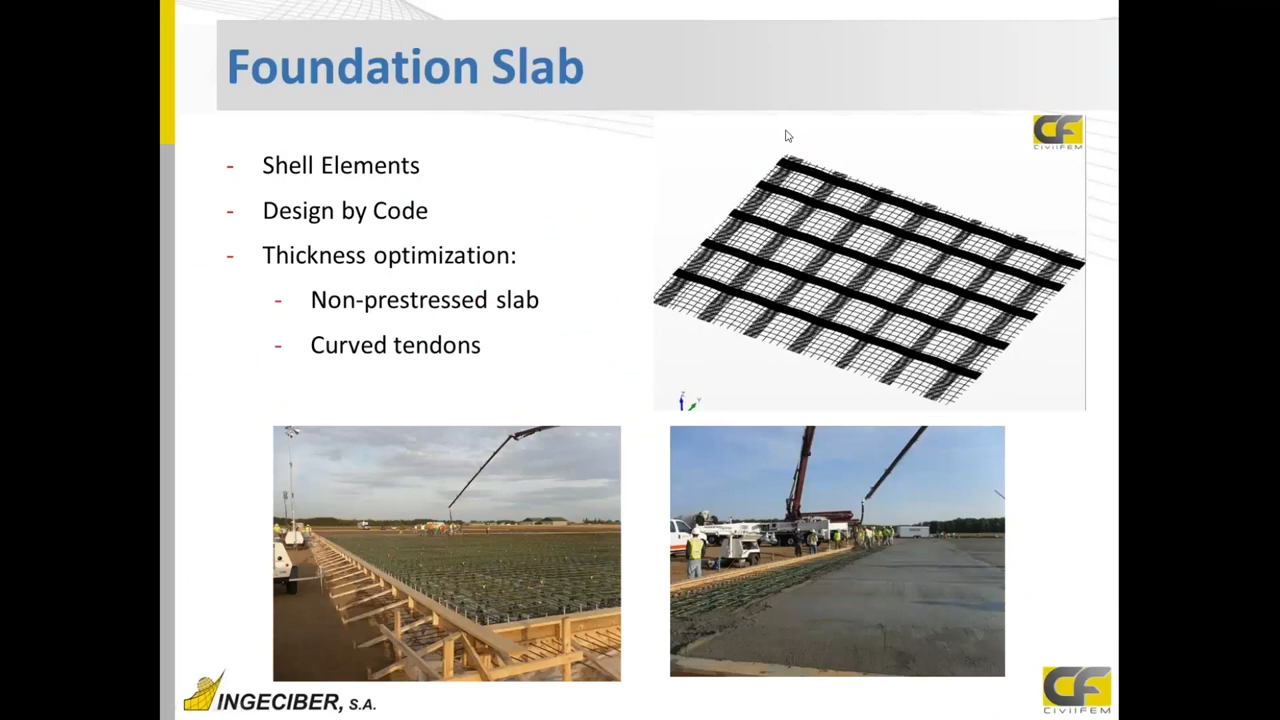 Foundation Slab
- Shell Elements
- Design by Code
- Thickness optimization:
- Non-prestressed slab
- Curved tendons
CF
CivilFEM
Z
Y
INGECIBER, S.A.
CF
CivilFEM